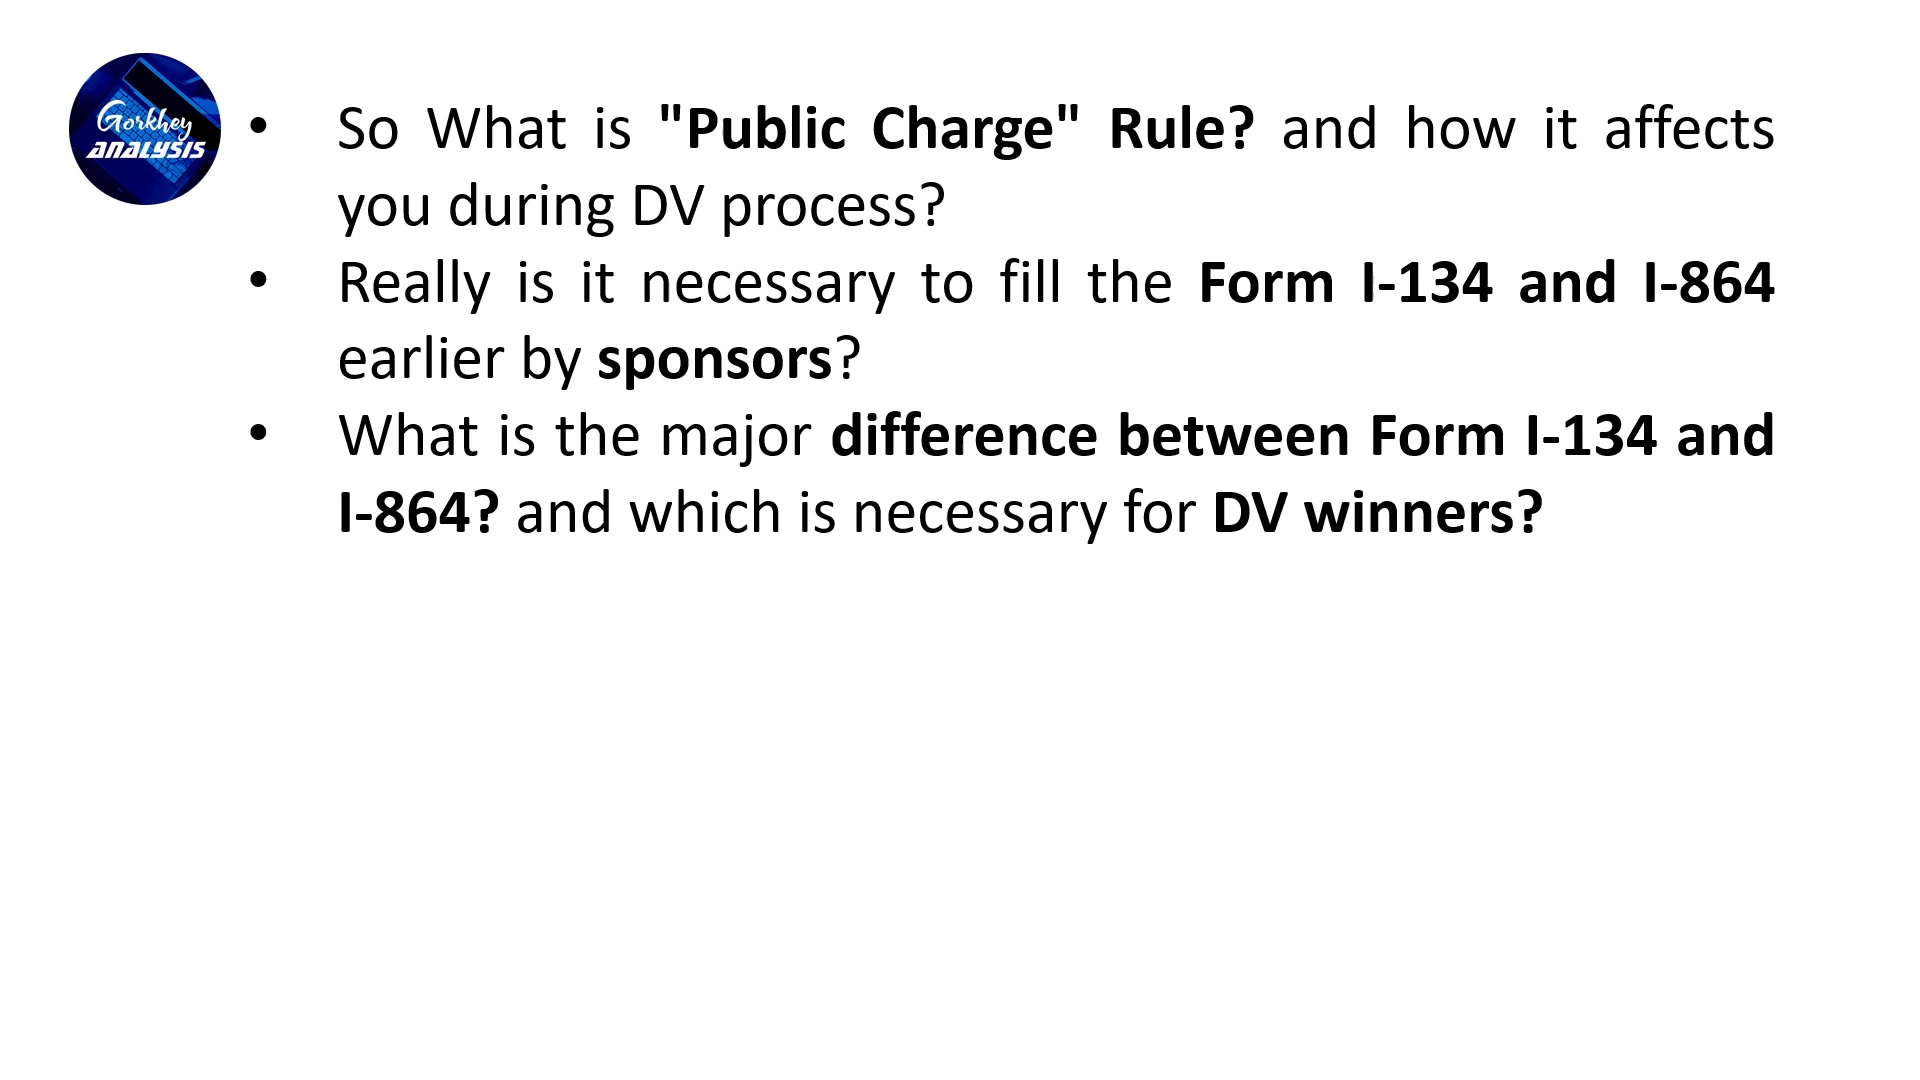 Gorkhey
ANALYSIS
• So What is "Public Charge" Rule? and how it affects
you during DV process?
• Really is it necessary to fill the Form I-134 and I-864
earlier by sponsors?
• What is the major difference between Form I-134 and
I-864? and which is necessary for DV winners?